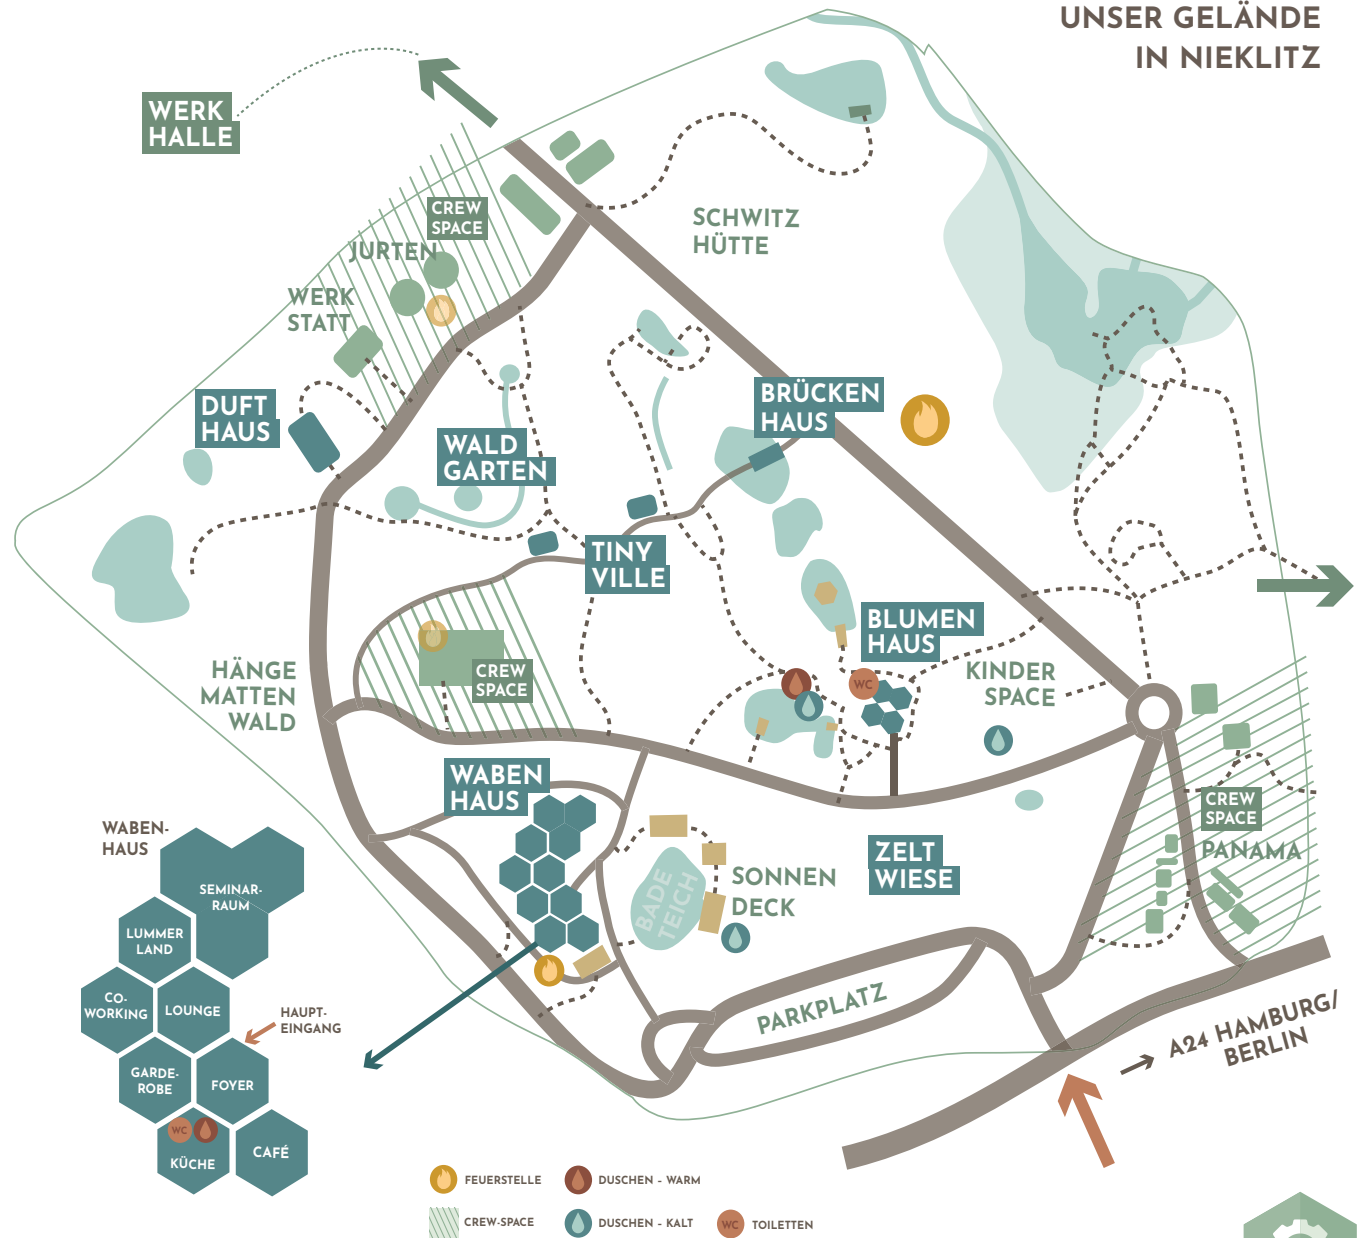 UNSER GELÄNDE
IN NIEKLITZ
WERK
HALLE
CREW
SPACE
JURTEN
WERK
STATT
SCHWITZ
HÜTTE
DUFT
HAUS
WALD
GARTEN
BRÜCKEN
HAUS
TINY
VILLE
BLUMEN
HAUS
WC
KINDER
SPACE
HÄNGE
MATTEN
WALD
CREW
SPACE
WABEN
HAUS
CREW
SPACE
PANAMA
ZELT
WIESE
BADE
TEICH
SONNEN
DECK
PARKPLATZ
A24 HAMBURG/
BERLIN
WABEN-
HAUS
SEMINAR-
RAUM
LUMMER
LAND
CO-
WORKING
LOUNGE
HAUPT-
EINGANG
GARDE-
ROBE
FOYER
WC
KÜCHE
CAFÉ
FEUERSTELLE
DUSCHEN - WARM
CREW-SPACE
DUSCHEN - KALT
WC
TOILETTEN